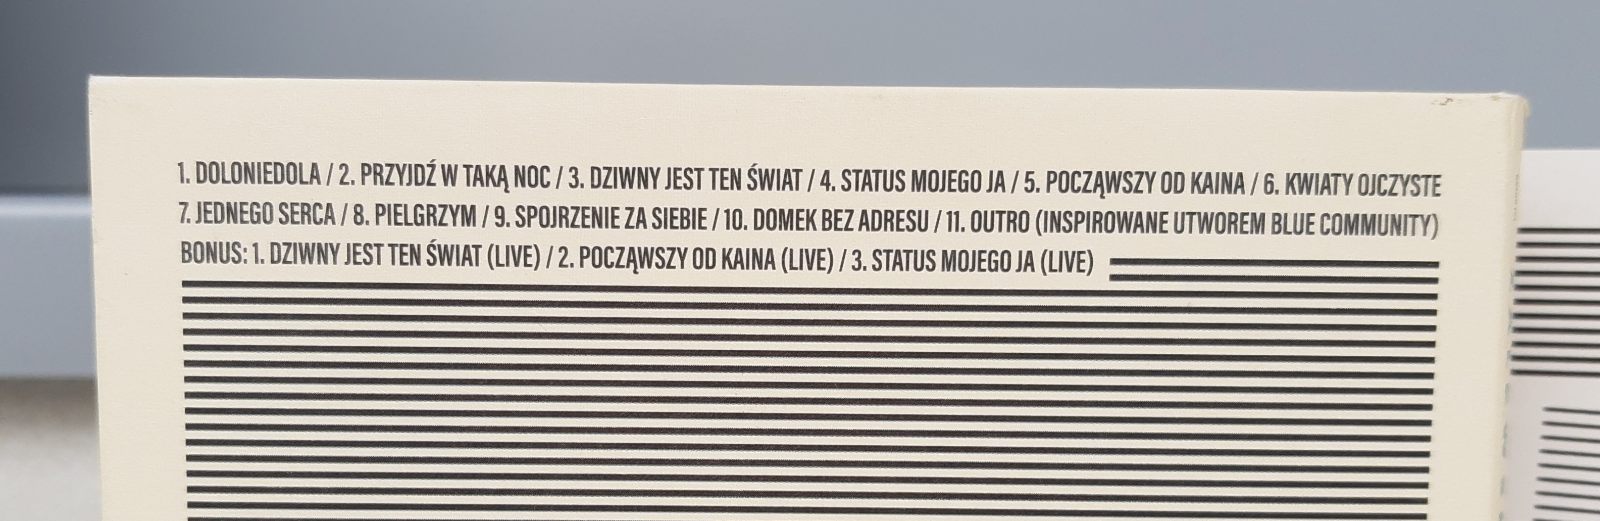 1. DOLONIEDOLA / 2. PRZYJDŹ W TAKĄ NOC / 3. DZIWNY JEST TEN ŚWIAT / 4. STATUS MOJEGO JA / 5. POCZĄWSZY OD KAINA / 6. KWIATY OJCZYSTE
7. JEDNEGO SERCA / 8. PIELGRZYM / 9. SPOJRZENIE ZA SIEBIE / 10. DOMEK BEZ ADRESU / 11. OUTRO (INSPIROWANE UTWOREM BLUE COMMUNITY)
BONUS: 1. DZIWNY JEST TEN ŚWIAT (LIVE) / 2. POCZĄWSZY OD KAINA (LIVE) / 3. STATUS MOJEGO JA (LIVE)